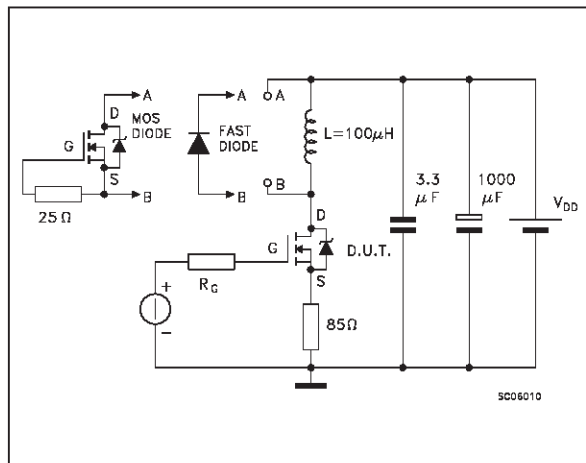 A
D
MOS
DIODE
G
S
B
25 Ω
A
FAST
DIODE
B
A
L=100μH
B
D
G
D.U.T.
S
RG
+
−
85Ω
3.3
μF
1000
μF
VDD
SC06010